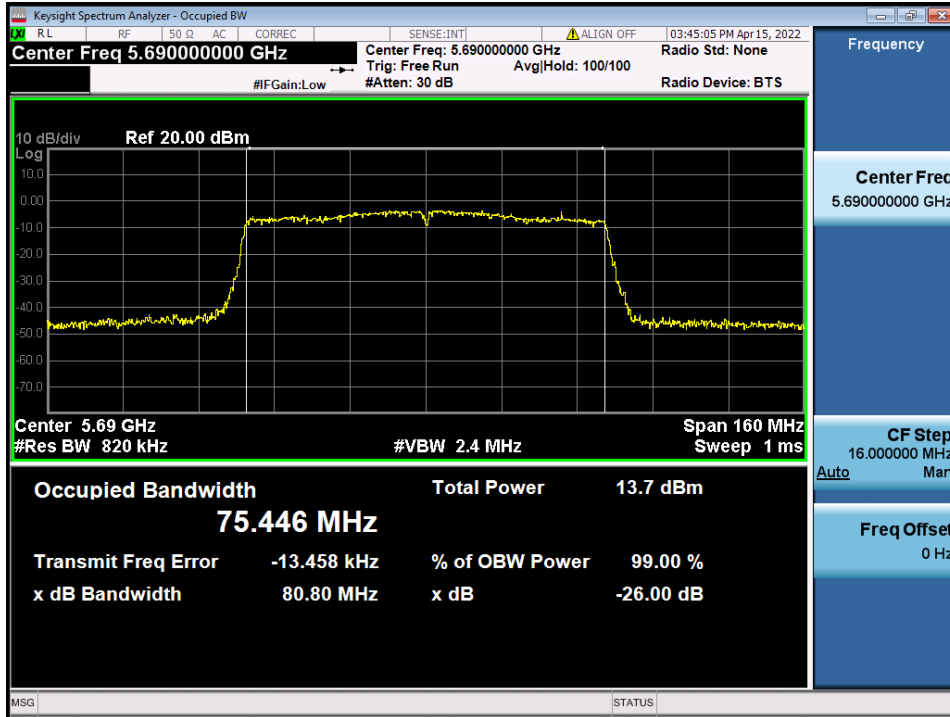 Keysight Spectrum Analyzer - Occupied BW
LXI RL RF 50 Ω AC CORREC SENSE:INT ALIGN OFF 03:45:05 PM Apr 15, 2022
Center Freq 5.690000000 GHz
Center Freq: 5.690000000 GHz Radio Std: None
Trig: Free Run Avg|Hold: 100/100
#IFGain:Low #Atten: 30 dB Radio Device: BTS
10 dB/div Ref 20.00 dBm
Log
10.0
0.00
-10.0
-20.0
-30.0
-40.0
-50.0
-60.0
-70.0
Center 5.69 GHz Span 160 MHz
#Res BW 820 kHz #VBW 2.4 MHz Sweep 1 ms
Occupied Bandwidth Total Power 13.7 dBm
75.446 MHz
Transmit Freq Error -13.458 kHz % of OBW Power 99.00 %
x dB Bandwidth 80.80 MHz x dB -26.00 dB
MSG STATUS
Frequency
Center Freq
5.690000000 GHz
CF Step
16.000000 MHz
Auto Man
Freq Offset
0 Hz